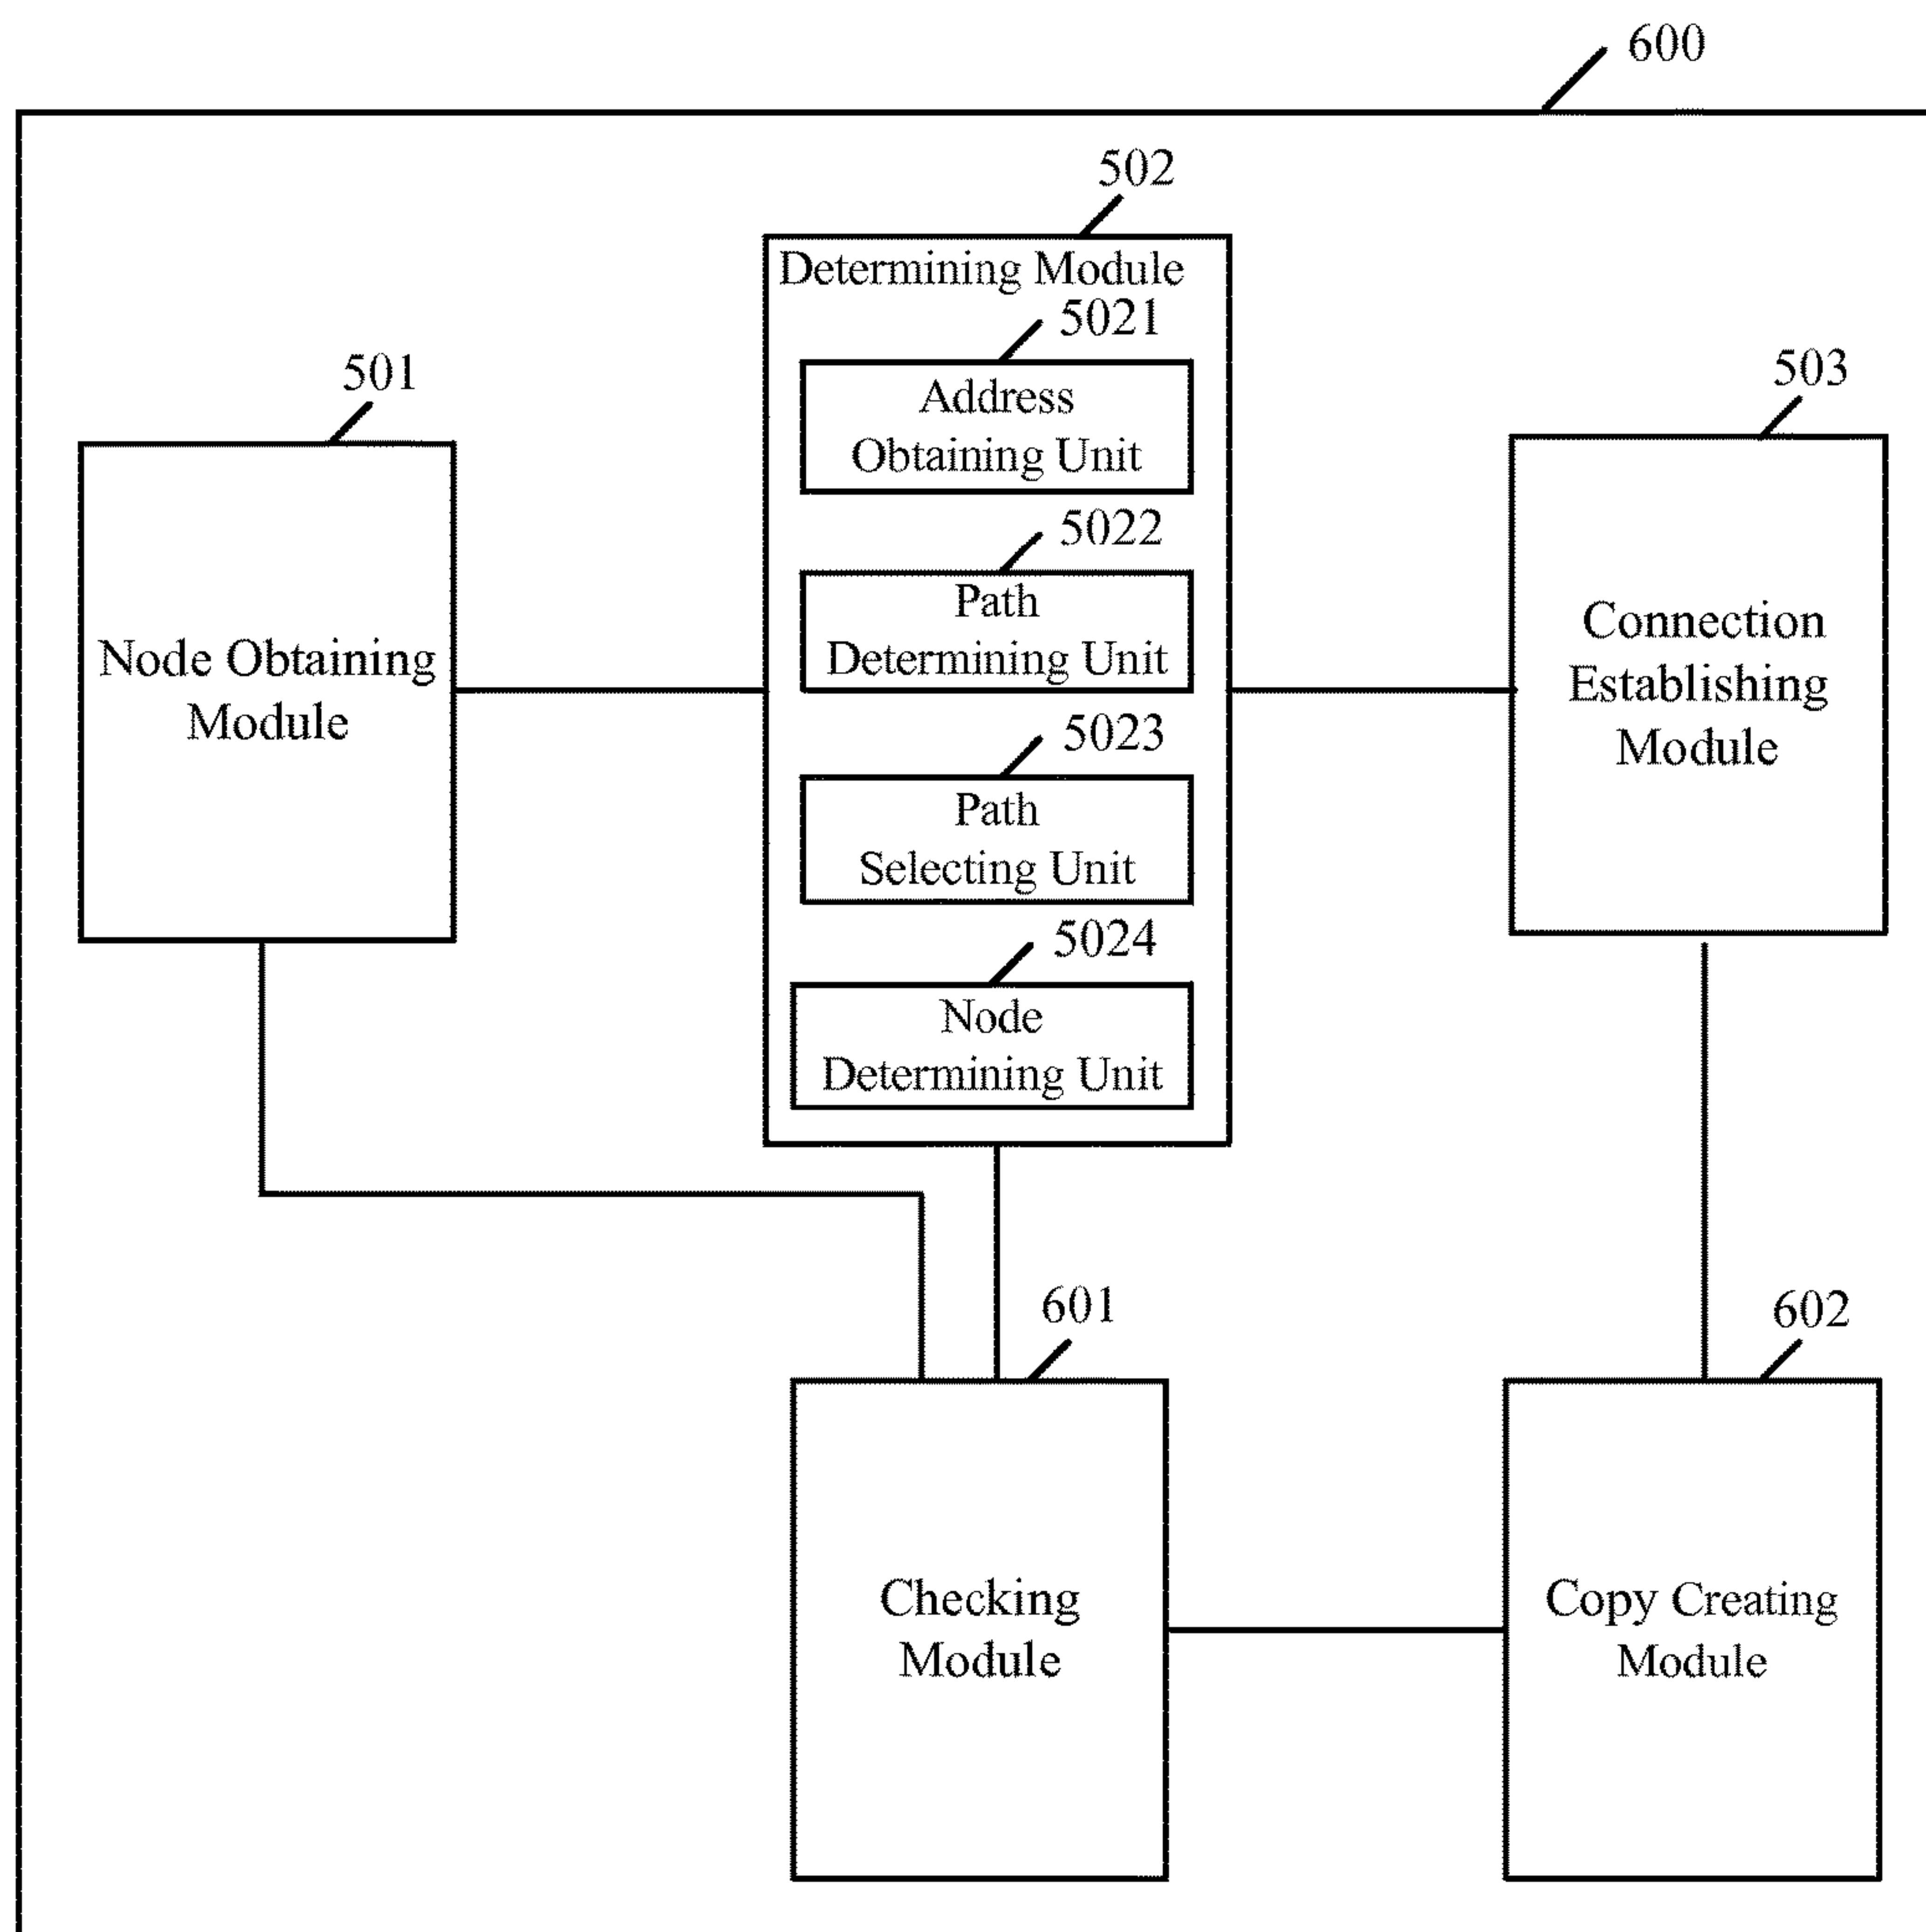 600
502
Determining Module
5021
Address
Obtaining Unit
5022
Path
Determining Unit
5023
Path
Selecting Unit
5024
Node
Determining Unit
501
Node Obtaining
Module
503
Connection
Establishing
Module
601
Checking
Module
602
Copy Creating
Module